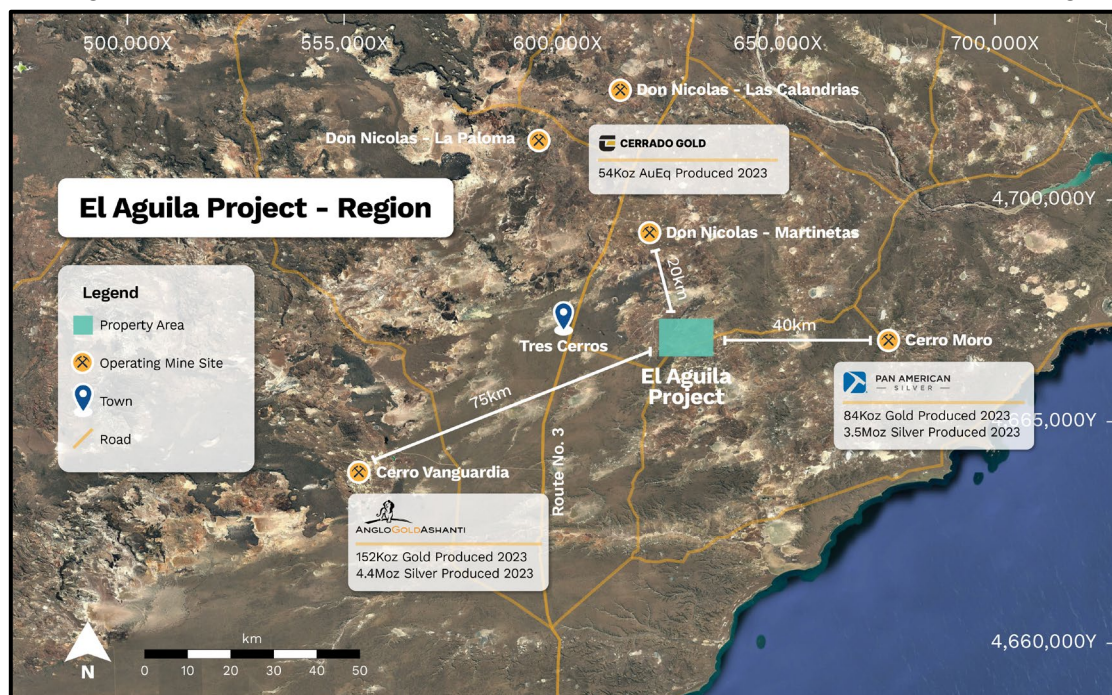 500,000X
555,000X
600,000X
650,000X
700,000X
Don Nicolas - Las Calandrias
Don Nicolas - La Paloma
CERRADO GOLD
54Koz AuEq Produced 2023
4,700,000Y
El Aguila Project - Region
Don Nicolas - Martinetas
20km
Legend
Property Area
Operating Mine Site
Town
Road
Tres Cerros
40km
Cerro Moro
El Aguila
Project
PAN AMERICAN
SILVER
84Koz Gold Produced 2023
3.5Moz Silver Produced 2023
75km
Route No. 3
Cerro Vanguardia
ANGLOGOLDASHANTI
152Koz Gold Produced 2023
4.4Moz Silver Produced 2023
N
km
0 10 20 30 40 50
4,660,000Y